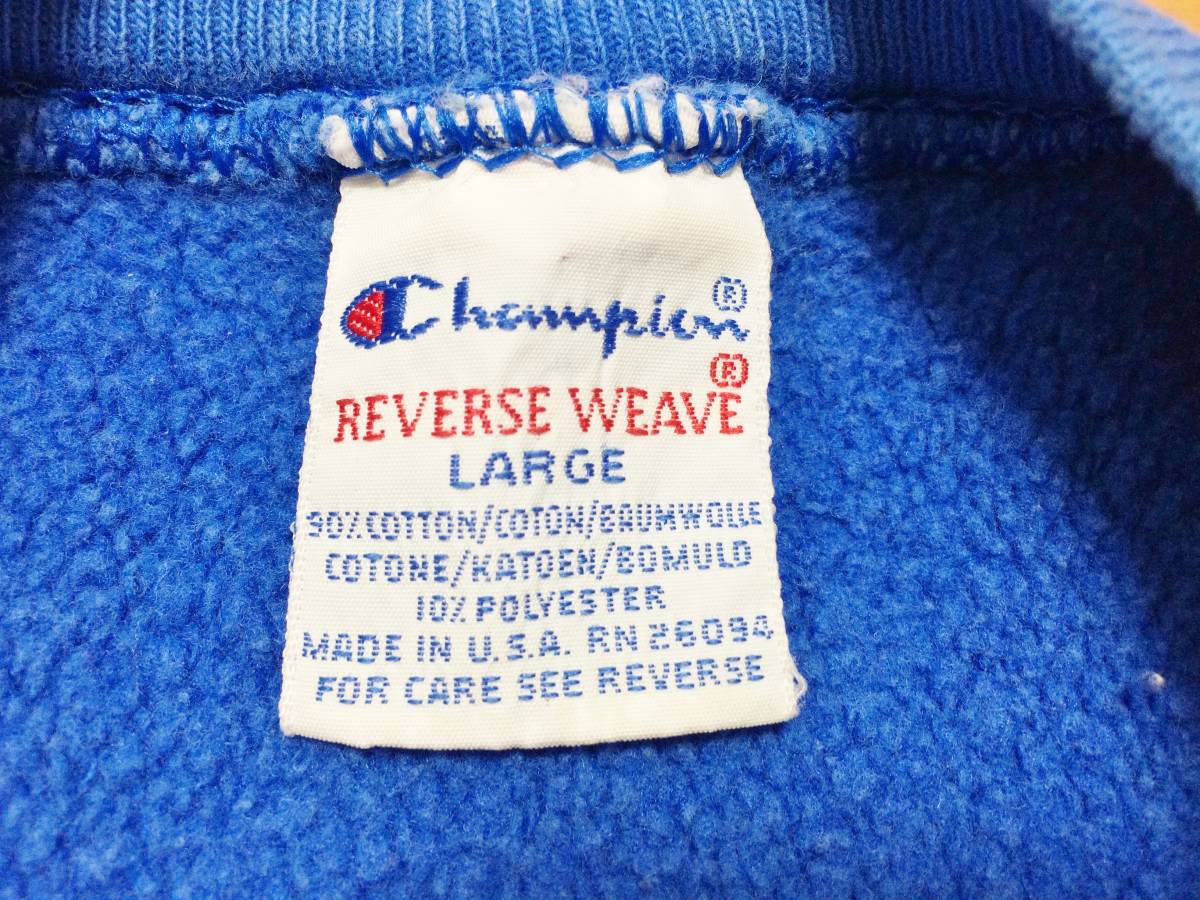 Champion®
REVERSE WEAVE®
LARGE
90% COTTON/COTON/BAUMWOLLE
COTONE/KATOEN/BOMULD
10% POLYESTER
MADE IN U.S.A. RN 26094
FOR CARE SEE REVERSE